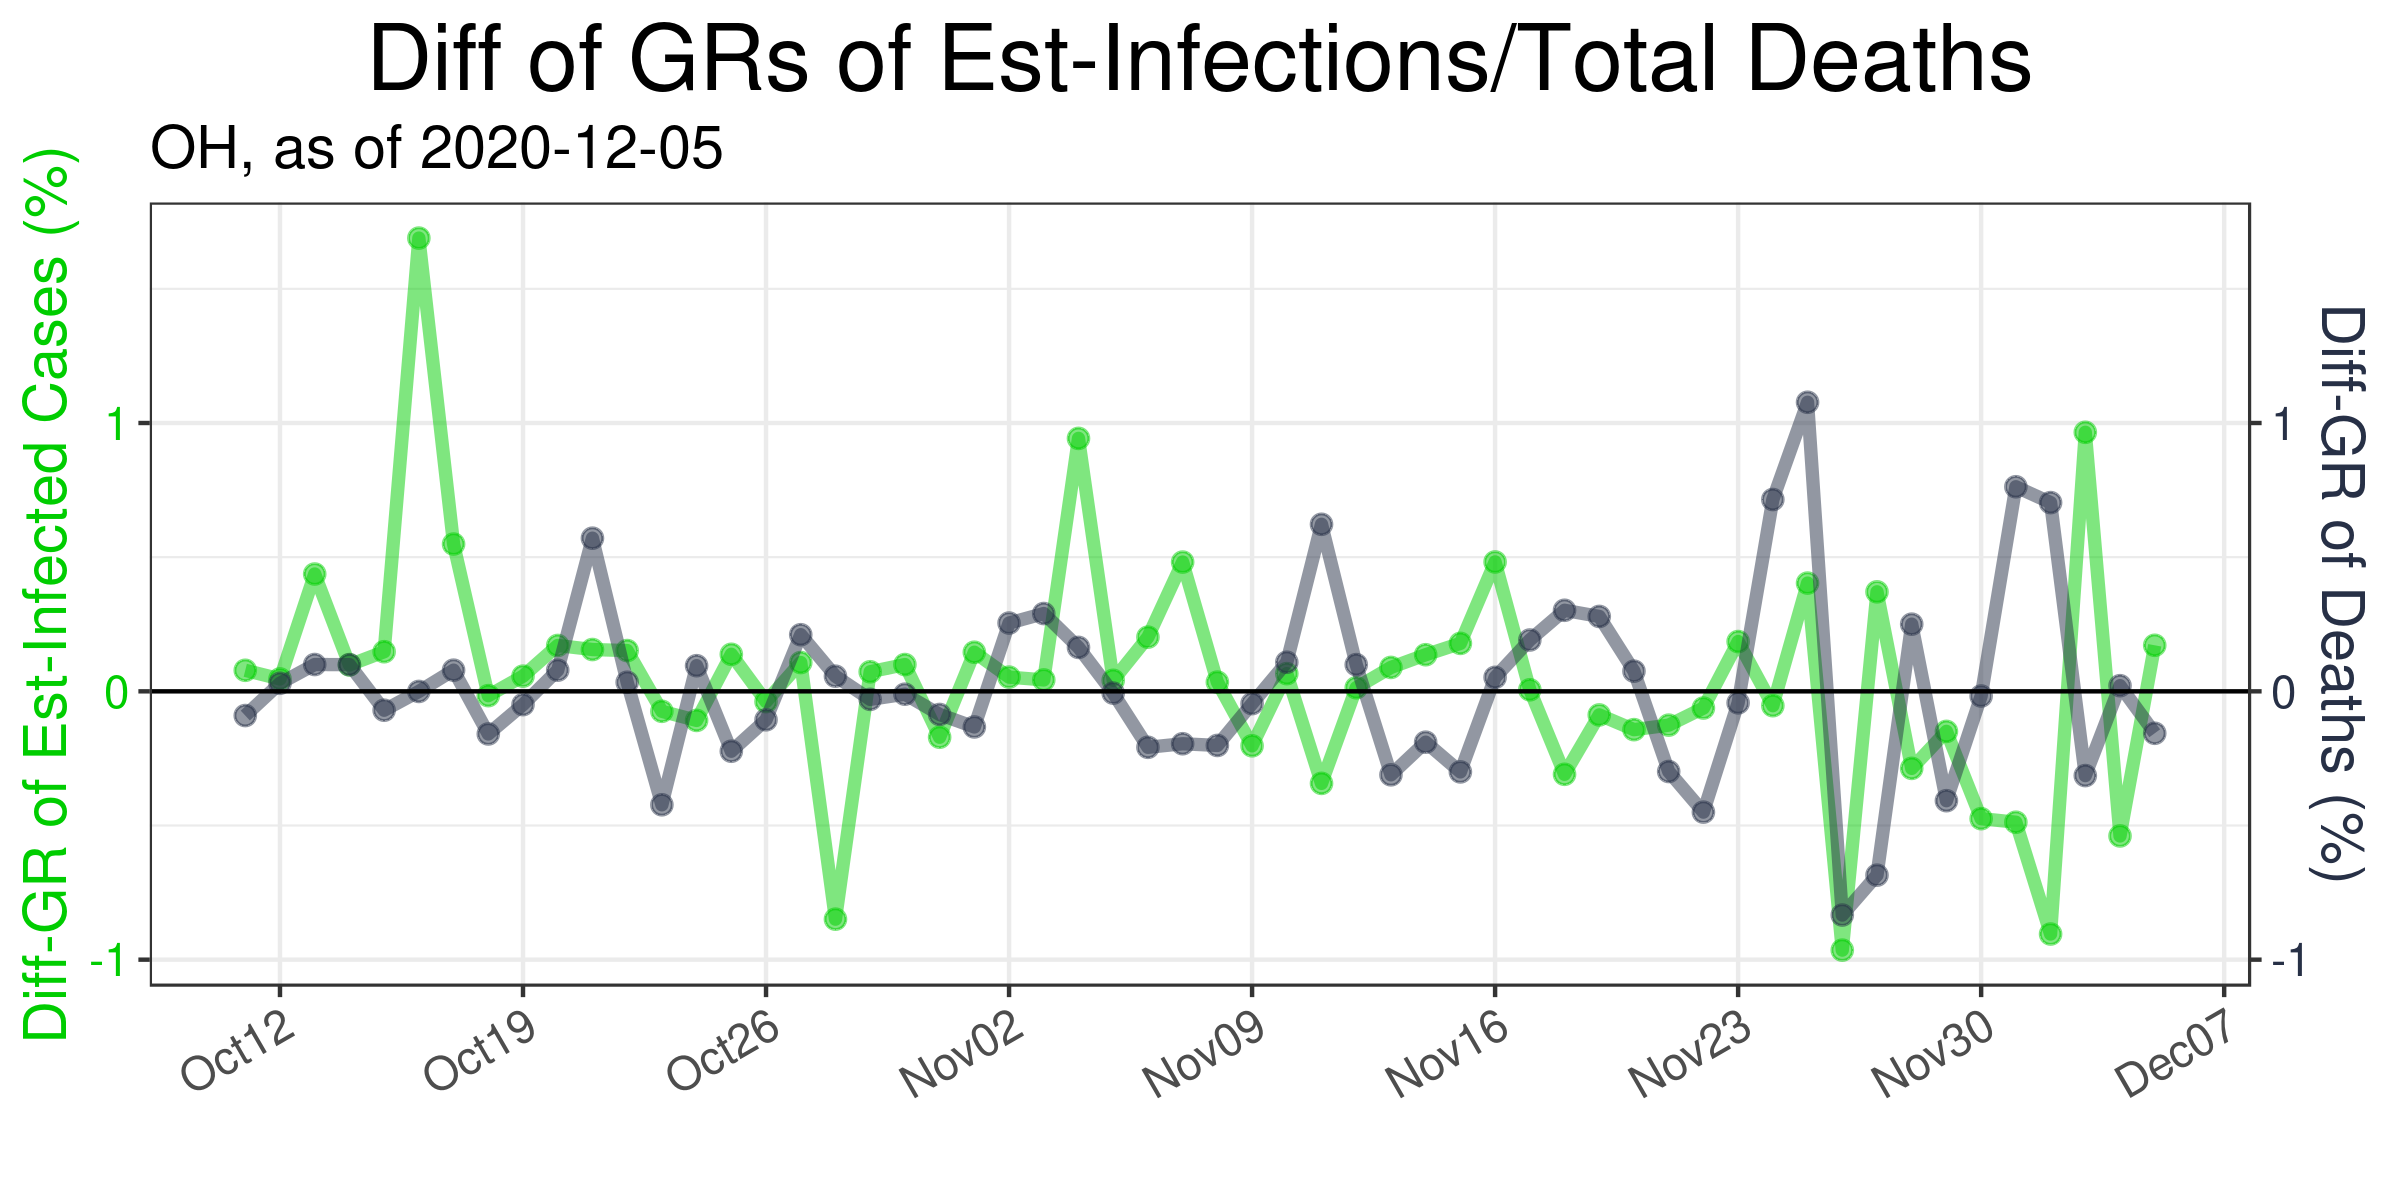 Diff of GRs of Est-Infections/Total Deaths
OH, as of 2020-12-05
Diff-GR of Est-Infected Cases (%)
1
0
-1
1
0
-1
Diff-GR of Deaths (%)
Oct12
Oct19
Oct26
Nov02
Nov09
Nov16
Nov23
Nov30
Dec07